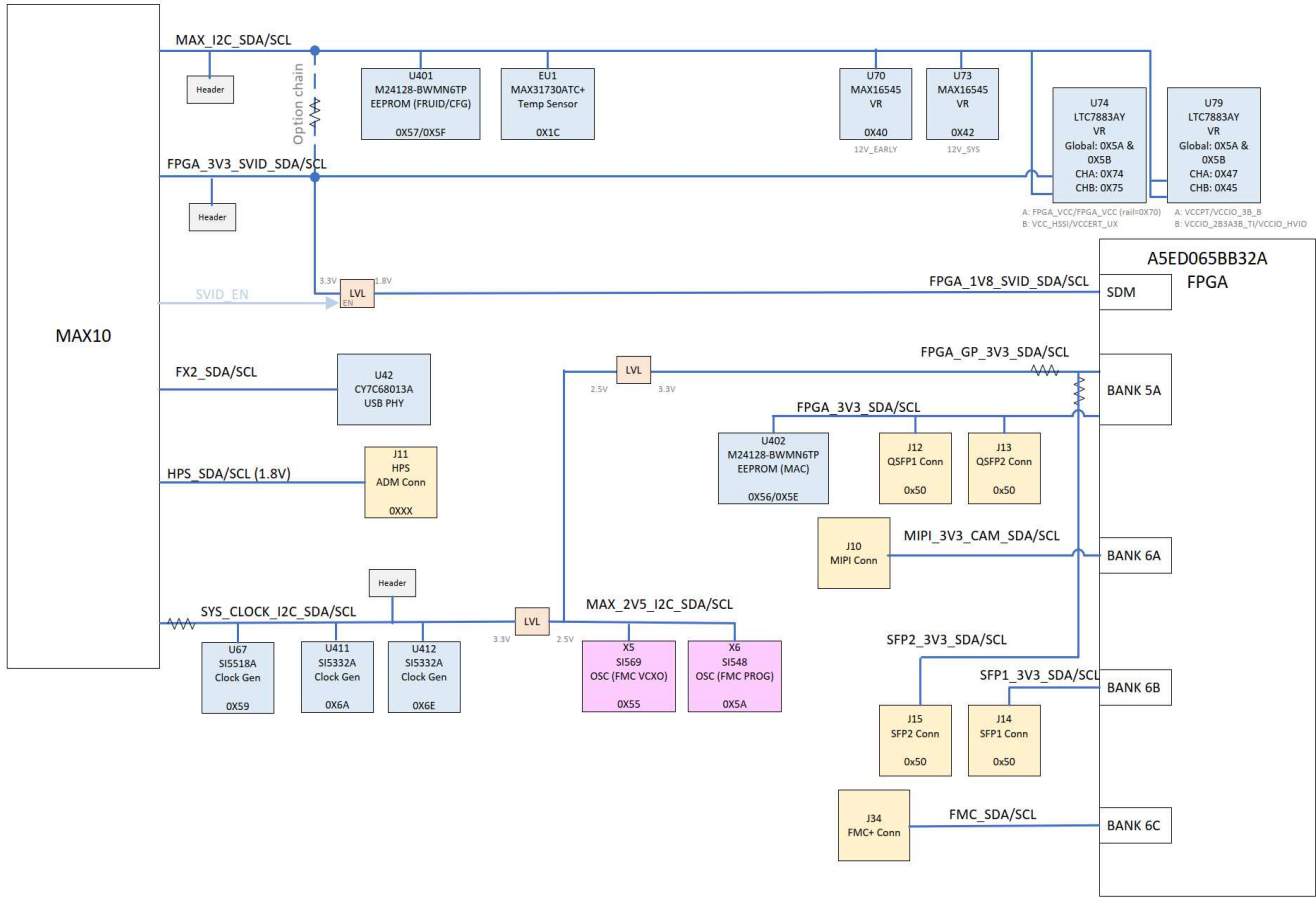 MAX10
MAX_I2C_SDA/SCL
Header
Option chain
U401
M24128-BWMN6TP
EEPROM (FRUID/CFG)
0X57/0X5F
EU1
MAX31730ATC+
Temp Sensor
0X1C
U70
MAX16545
VR
0X40
12V_EARLY
U73
MAX16545
VR
0X42
12V_SYS
U74
LTC7883AY
VR
Global: 0X5A &
0X5B
CHA: 0X74
CHB: 0X75
A: FPGA_VCC/FPGA_VCC (rail=0X70)
B: VCC_HSSI/VCCERT_UX
U79
LTC7883AY
VR
Global: 0X5A &
0X5B
CHA: 0X47
CHB: 0X45
A: VCCPT/VCCIO_3B_B
B: VCCIO_2B3A3B_TI/VCCIO_HVIO
FPGA_3V3_SVID_SDA/SCL
Header
A5ED065BB32A
FPGA
SVID_EN
3.3V
LVL
EN
1.8V
FPGA_1V8_SVID_SDA/SCL
SDM
FX2_SDA/SCL
U42
CY7C68013A
USB PHY
2.5V
LVL
3.3V
FPGA_GP_3V3_SDA/SCL
BANK 5A
FPGA_3V3_SDA/SCL
U402
M24128-BWMN6TP
EEPROM (MAC)
0X56/0X5E
J12
QSFP1 Conn
0x50
J13
QSFP2 Conn
0x50
HPS_SDA/SCL (1.8V)
J11
HPS
ADM Conn
0XXX
J10
MIPI Conn
MIPI_3V3_CAM_SDA/SCL
BANK 6A
Header
SYS_CLOCK_I2C_SDA/SCL
3.3V
LVL
2.5V
MAX_2V5_I2C_SDA/SCL
U67
SI5518A
Clock Gen
0X59
U411
SI5332A
Clock Gen
0X6A
U412
SI5332A
Clock Gen
0X6E
X5
SI569
OSC (FMC VCXO)
0X55
X6
SI548
OSC (FMC PROG)
0X5A
SFP2_3V3_SDA/SCL
SFP1_3V3_SDA/SCL
BANK 6B
J15
SFP2 Conn
0x50
J14
SFP1 Conn
0x50
J34
FMC+ Conn
FMC_SDA/SCL
BANK 6C